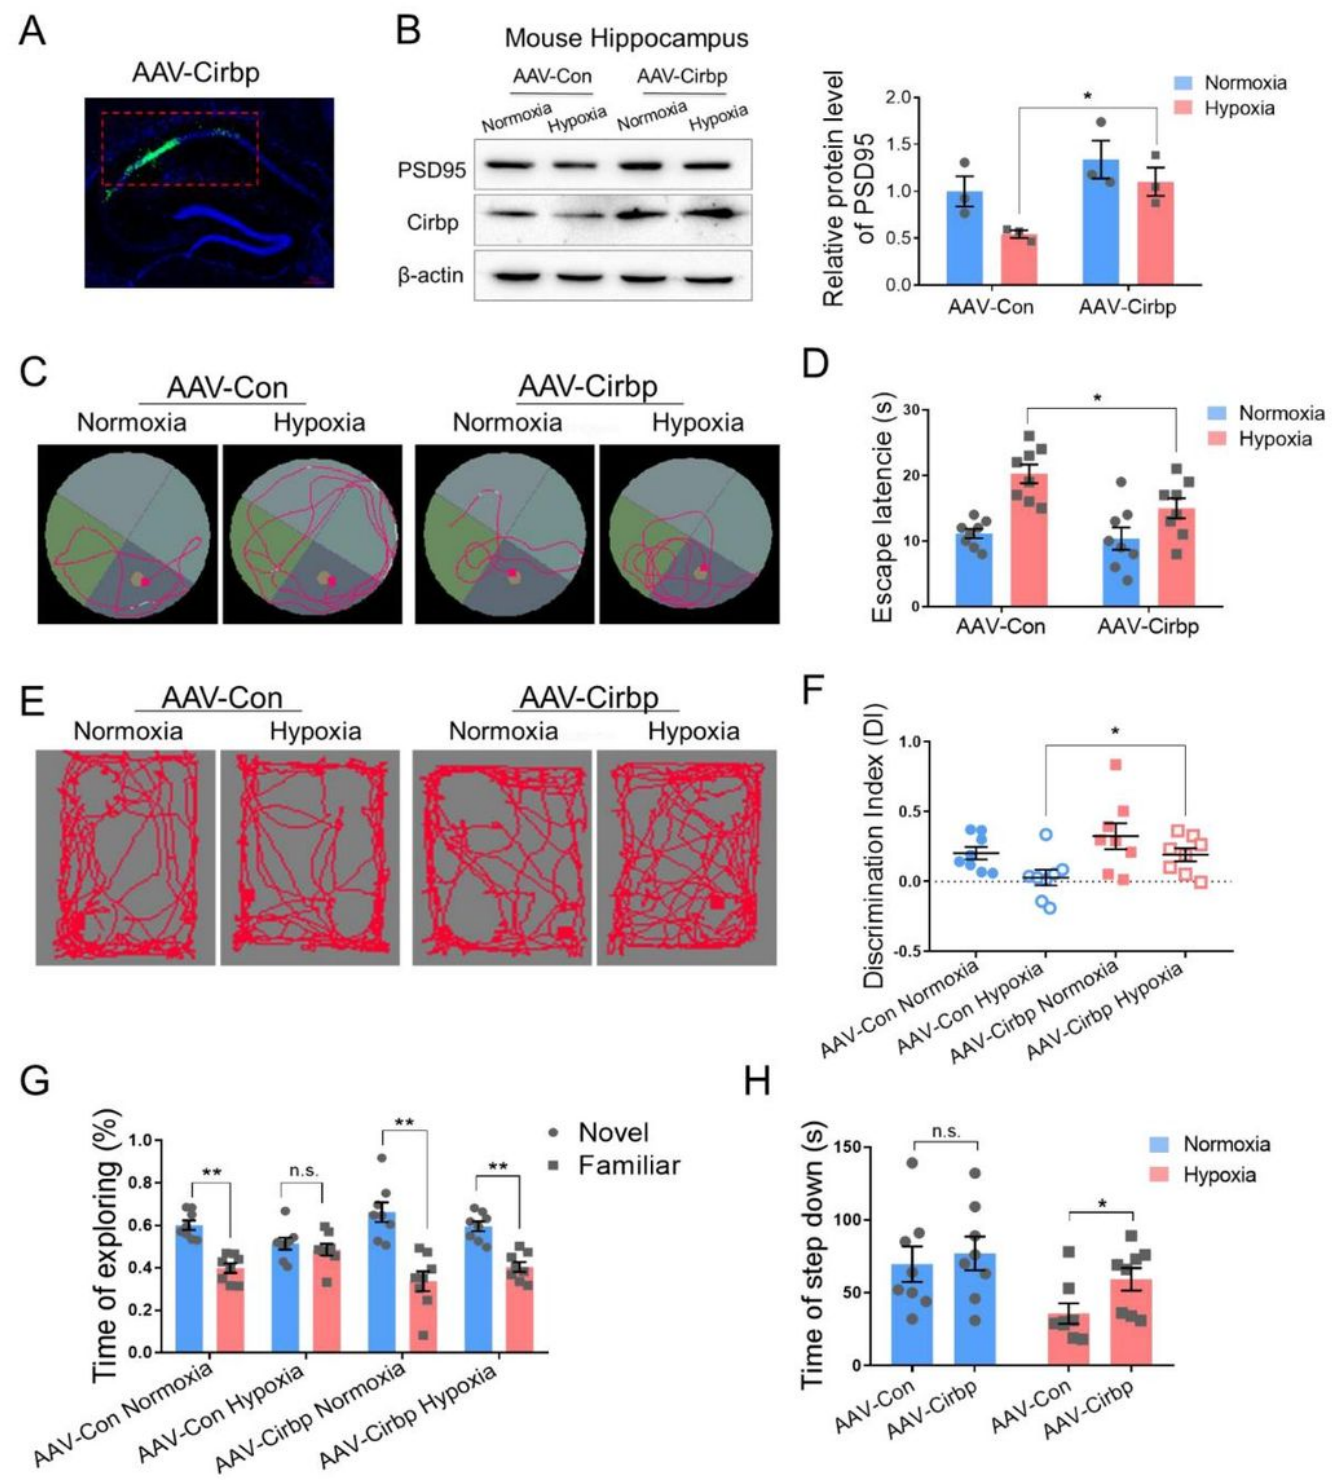 A
AAV-Cirbp
B
Mouse Hippocampus
AAV-Con AAV-Cirbp
Normoxia Hypoxia Normoxia Hypoxia
PSD95
Cirbp
β-actin
Relative protein level
of PSD95
2.0
1.5
1.0
0.5
0.0
*
AAV-Con AAV-Cirbp
Normoxia
Hypoxia
C
AAV-Con AAV-Cirbp
Normoxia Hypoxia Normoxia Hypoxia
D
Escape latencie (s)
30
20
10
0
*
AAV-Con AAV-Cirbp
Normoxia
Hypoxia
E
AAV-Con AAV-Cirbp
Normoxia Hypoxia Normoxia Hypoxia
F
Discrimination Index (DI)
1.0
0.5
0.0
-0.5
*
AAV-Con Normoxia
AAV-Con Hypoxia
AAV-Cirbp Normoxia
AAV-Cirbp Hypoxia
G
Time of exploring (%)
1.0
0.8
0.6
0.4
0.2
0.0
** n.s. ** **
Novel
Familiar
AAV-Con Normoxia
AAV-Con Hypoxia
AAV-Cirbp Normoxia
AAV-Cirbp Hypoxia
H
Time of step down (s)
150
100
50
0
n.s. *
Normoxia
Hypoxia
AAV-Con
AAV-Cirbp
AAV-Con
AAV-Cirbp